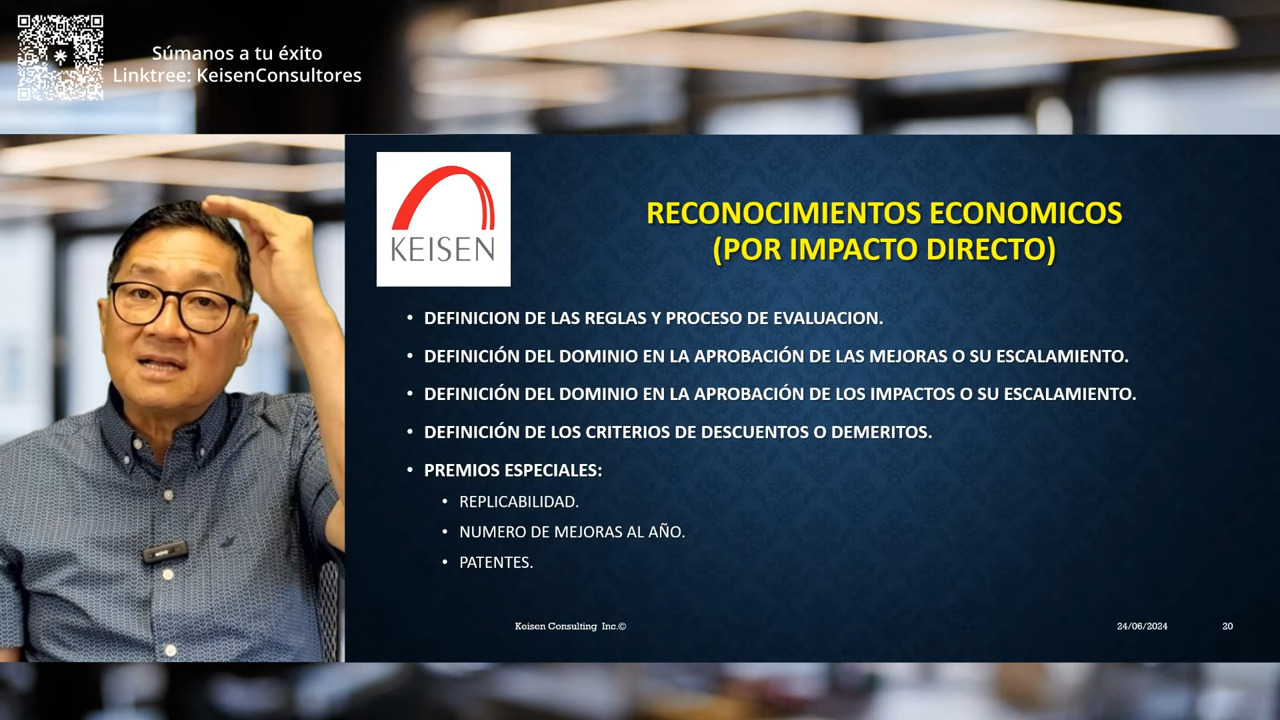 Súmanos a tu éxito
Linktree: KeisenConsultores
KEISEN
RECONOCIMIENTOS ECONOMICOS
(POR IMPACTO DIRECTO)
• DEFINICION DE LAS REGLAS Y PROCESO DE EVALUACION.
• DEFINICIÓN DEL DOMINIO EN LA APROBACIÓN DE LAS MEJORAS O SU ESCALAMIENTO.
• DEFINICIÓN DEL DOMINIO EN LA APROBACIÓN DE LOS IMPACTOS O SU ESCALAMIENTO.
• DEFINICIÓN DE LOS CRITERIOS DE DESCUENTOS O DEMERITOS.
• PREMIOS ESPECIALES:
• REPLICABILIDAD.
• NUMERO DE MEJORAS AL AÑO.
• PATENTES.
Keisen Consulting Inc.© 24/06/2024 20